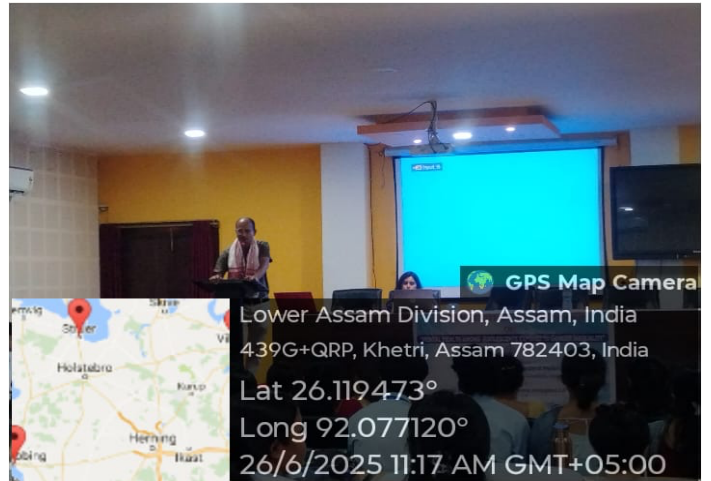 GPS Map Camera
Lower Assam Division, Assam, India
439G+QRP, Khetri, Assam 782403, India
Lat 26.119473°
Long 92.077120°
26/6/2025 11:17 AM GMT+05:00
Struer
Holstebro
Herning
Ikast